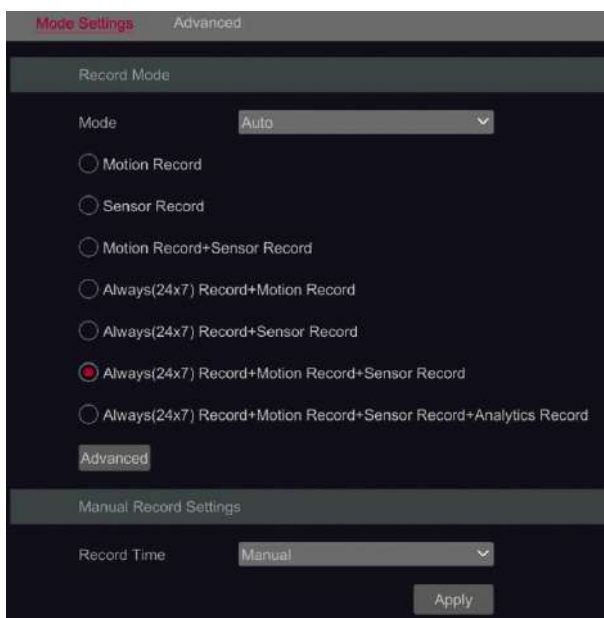 Mode Settings Advanced
Record Mode
Mode Auto
Motion Record
Sensor Record
Motion Record+Sensor Record
Always(24x7) Record+Motion Record
Always(24x7) Record+Sensor Record
Always(24x7) Record+Motion Record+Sensor Record
Always(24x7) Record+Motion Record+Sensor Record+Analytics Record
Advanced
Manual Record Settings
Record Time Manual
Apply